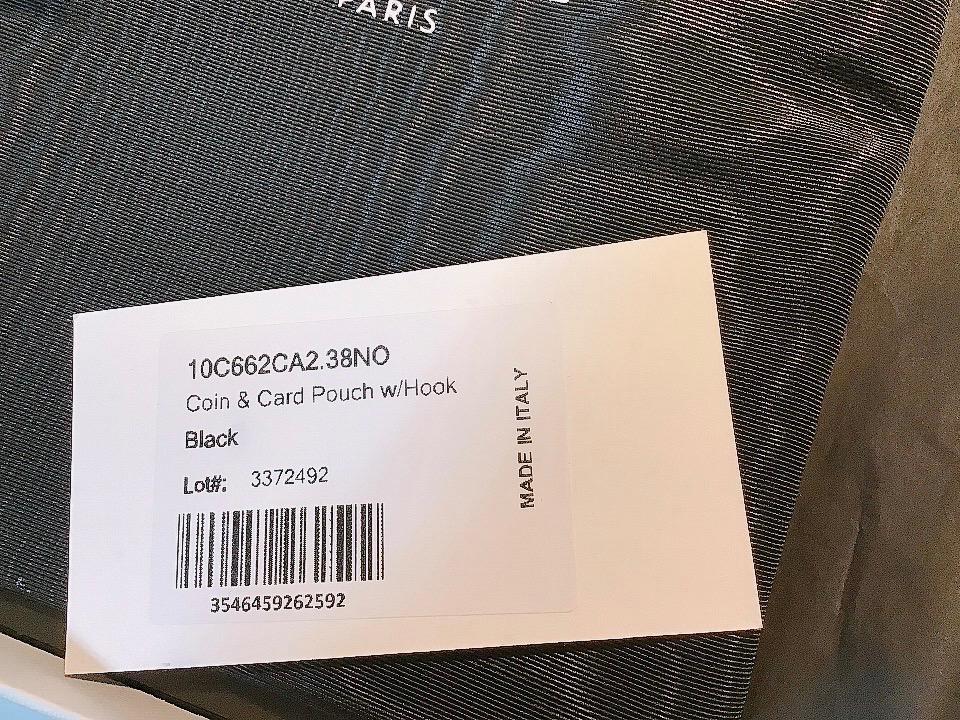 PARIS
10C662CA2.38NO
Coin & Card Pouch w/Hook
Black
Lot#: 3372492
3546459262592
MADE IN ITALY